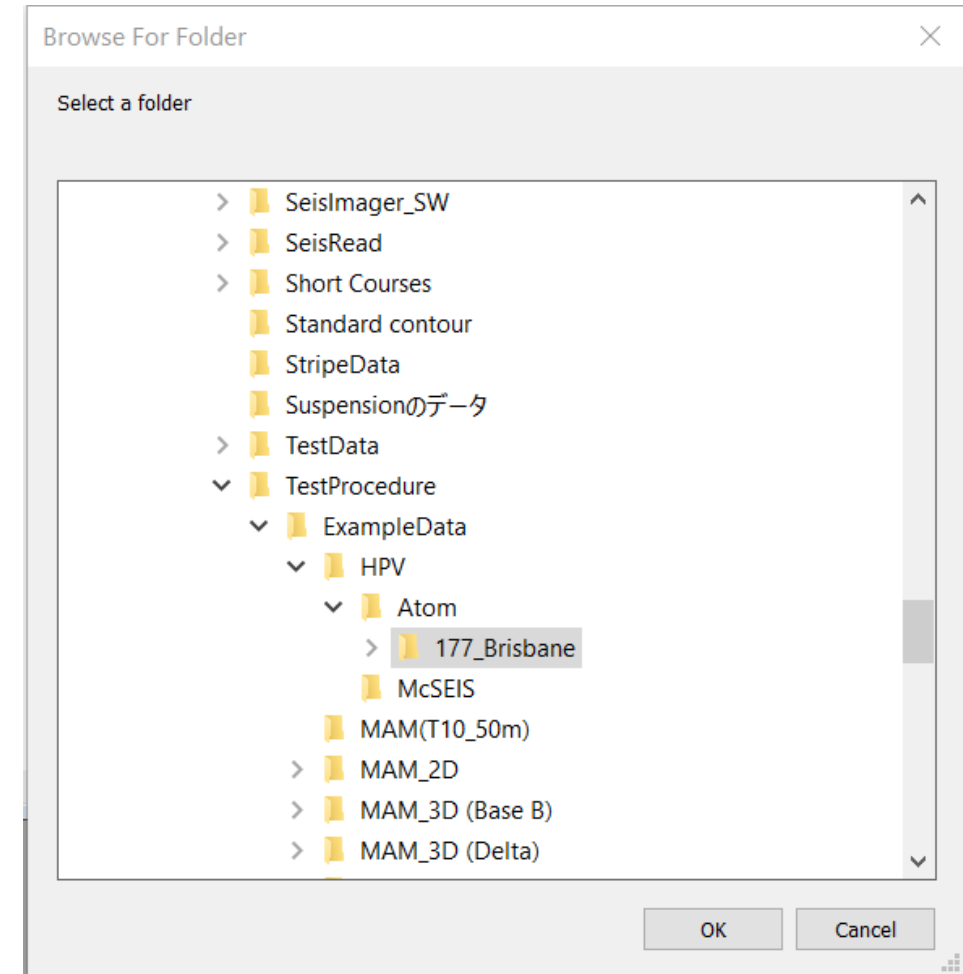 Browse For Folder
Select a folder
SeisImager_SW
SeisRead
Short Courses
Standard contour
StripeData
Suspensionのデータ
TestData
TestProcedure
ExampleData
HPV
Atom
177_Brisbane
McSEIS
MAM(T10_50m)
MAM_2D
MAM_3D (Base B)
MAM_3D (Delta)
OK Cancel